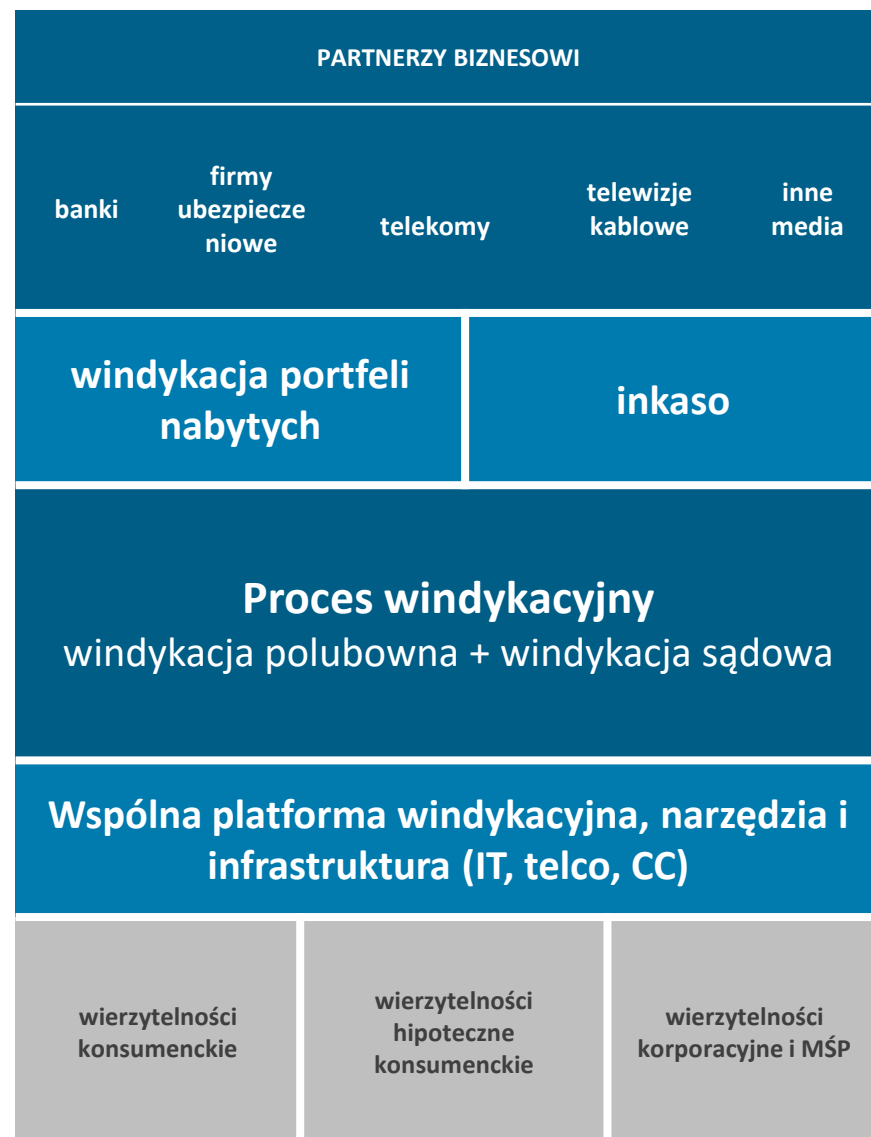 PARTNERZY BIZNESOWI
banki
firmy
ubezpiecze
niowe
telekomy
telewizje
kablowe
inne
media
windykacja portfeli
nabytych
inkaso
Proces windykacyjny
windykacja polubowna + windykacja sądowa
Wspólna platforma windykacyjna, narzędzia i
infrastruktura (IT, telco, CC)
wierzytelności
konsumenckie
wierzytelności
hipoteczne
konsumenckie
wierzytelności
korporacyjne i MŚP